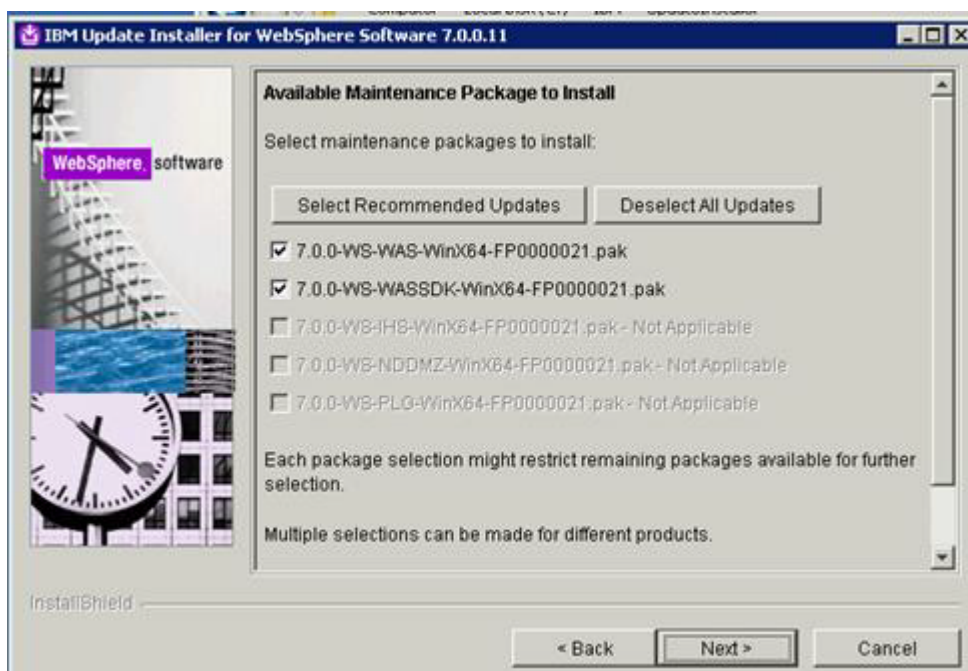 Computer Local Disk (C:) IBM UpdateInstaller
IBM Update Installer for WebSphere Software 7.0.0.11
WebSphere. software
Available Maintenance Package to Install
Select maintenance packages to install:
Select Recommended Updates Deselect All Updates
7.0.0-WS-WAS-WinX64-FP0000021.pak
7.0.0-WS-WASSDK-WinX64-FP0000021.pak
7.0.0-WS-IHS-WinX64-FP0000021.pak - Not Applicable
7.0.0-WS-NDDMZ-WinX64-FP0000021.pak - Not Applicable
7.0.0-WS-PLG-WinX64-FP0000021.pak - Not Applicable
Each package selection might restrict remaining packages available for further
selection.
Multiple selections can be made for different products.
InstallShield
< Back Next > Cancel